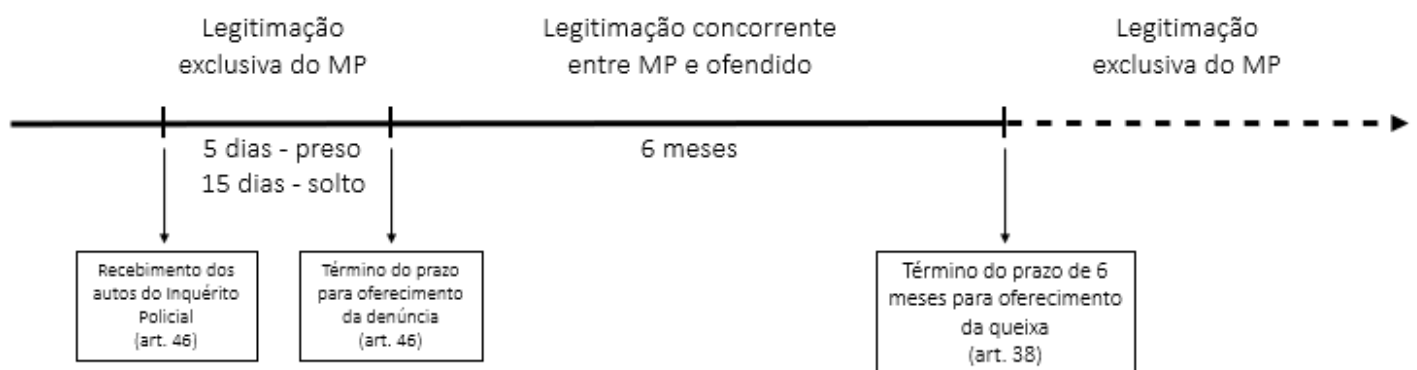 Legitimação
exclusiva do MP
Legitimação concorrente
entre MP e ofendido
Legitimação
exclusiva do MP
5 dias - preso
15 dias - solto
6 meses
Recebimento dos
autos do Inquérito
Policial
(art. 46)
Término do prazo
para oferecimento
da denúncia
(art. 46)
Término do prazo de 6
meses para oferecimento
da queixa
(art. 38)